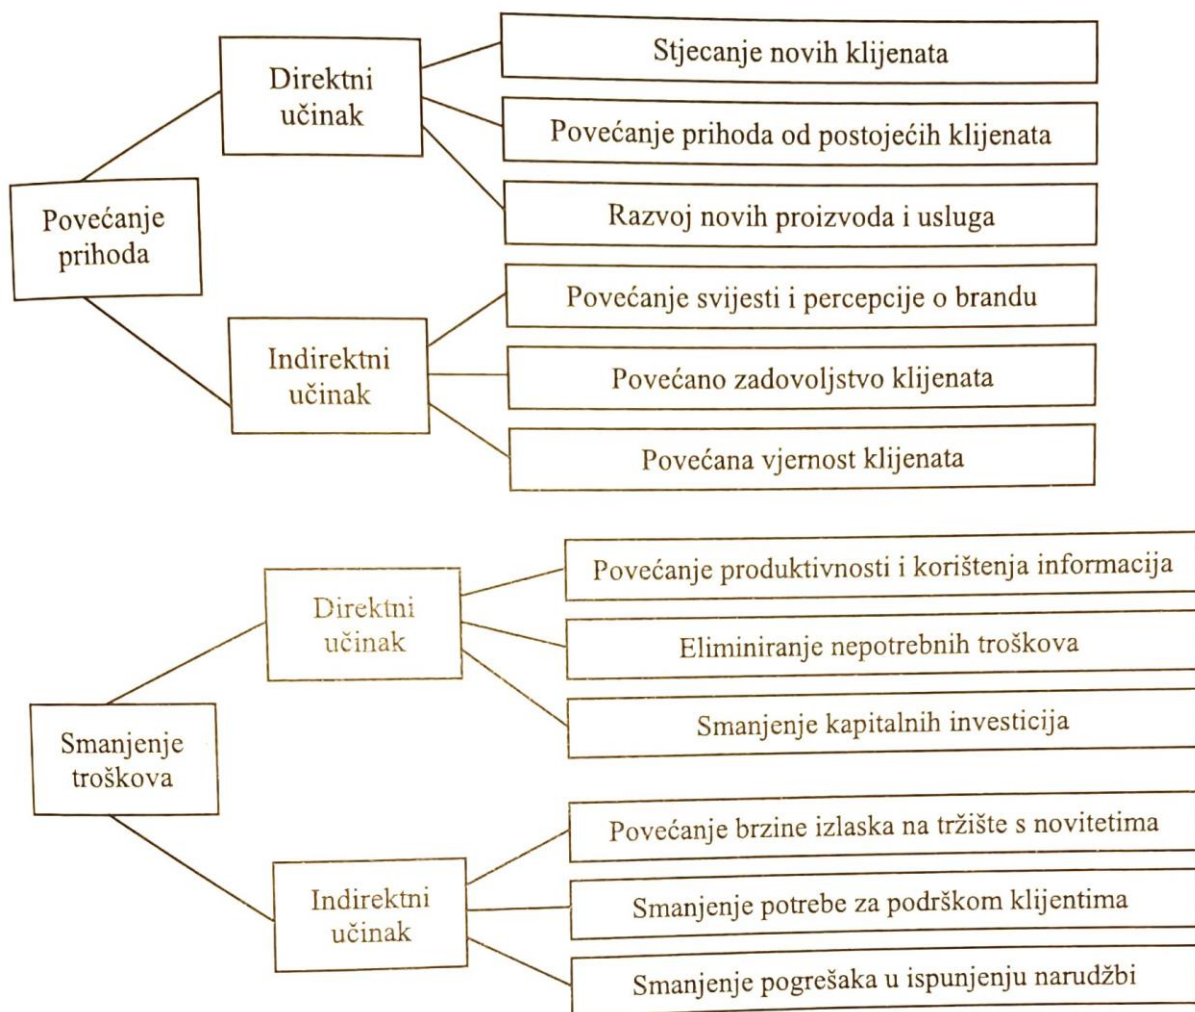 Povećanje
prihoda
Direktni
učinak
Stjecanje novih klijenata
Povećanje prihoda od postojećih klijenata
Razvoj novih proizvoda i usluga
Indirektni
učinak
Povećanje svijesti i percepcije o brandu
Povećano zadovoljstvo klijenata
Povećana vjernost klijenata
Smanjenje
troškova
Direktni
učinak
Povećanje produktivnosti i korištenja informacija
Eliminiranje nepotrebnih troškova
Smanjenje kapitalnih investicija
Indirektni
učinak
Povećanje brzine izlaska na tržište s novitetima
Smanjenje potrebe za podrškom klijentima
Smanjenje pogrešaka u ispunjenju narudžbi